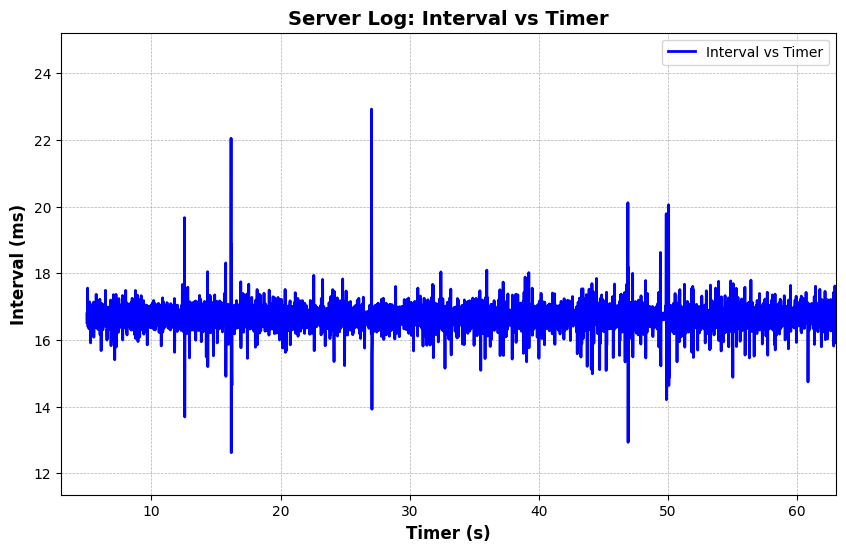 Server Log: Interval vs Timer
Interval vs Timer
24
22
20
18
16
14
12
Interval (ms)
10 20 30 40 50 60
Timer (s)